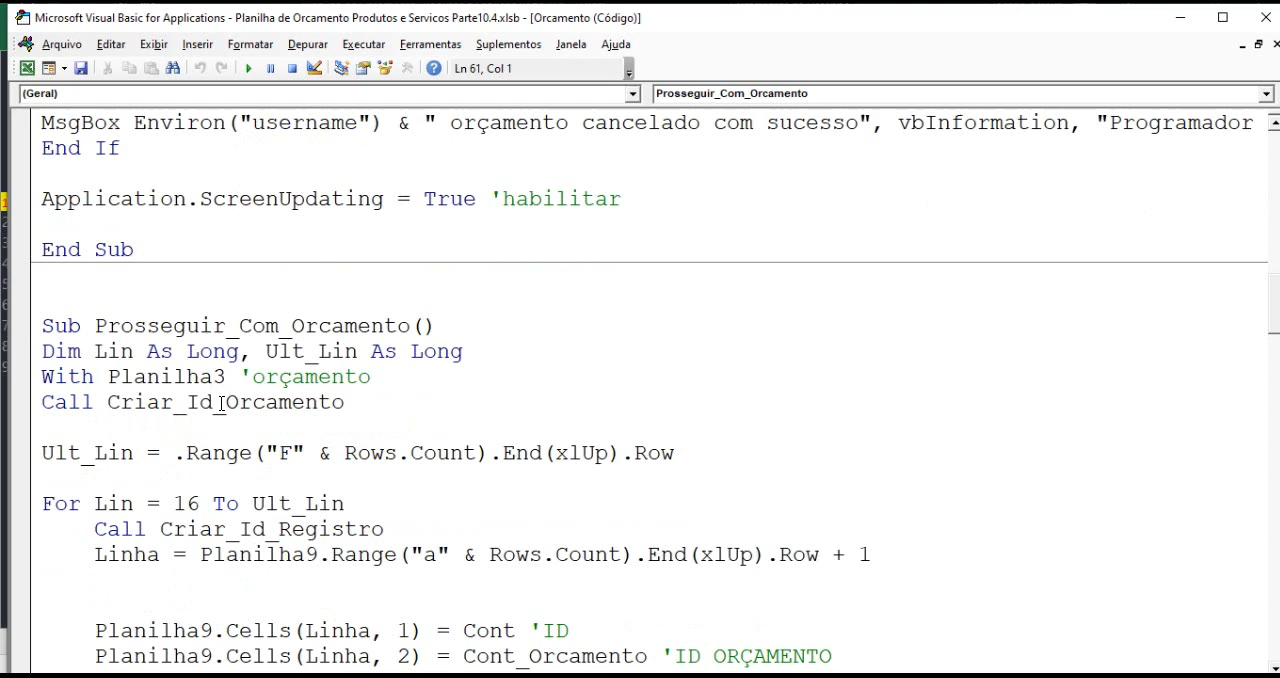 Microsoft Visual Basic for Applications - Planilha de Orcamento Produtos e Servicos Parte10.4.xlsb - [Orcamento (Código)]
Arquivo Editar Exibir Inserir Formatar Depurar Executar Ferramentas Suplementos Janela Ajuda
Ln 61, Col 1
(Geral) Prosseguir_Com_Orcamento
MsgBox Environ("username") & " orçamento cancelado com sucesso", vbInformation, "Programador
End If
Application.ScreenUpdating = True 'habilitar
End Sub
Sub Prosseguir_Com_Orcamento()
Dim Lin As Long, Ult_Lin As Long
With Planilha3 'orçamento
Call Criar_Id_Orcamento
Ult_Lin = .Range("F" & Rows.Count).End(xlUp).Row
For Lin = 16 To Ult_Lin
Call Criar_Id_Registro
Linha = Planilha9.Range("a" & Rows.Count).End(xlUp).Row + 1
Planilha9.Cells(Linha, 1) = Cont 'ID
Planilha9.Cells(Linha, 2) = Cont_Orcamento 'ID ORÇAMENTO